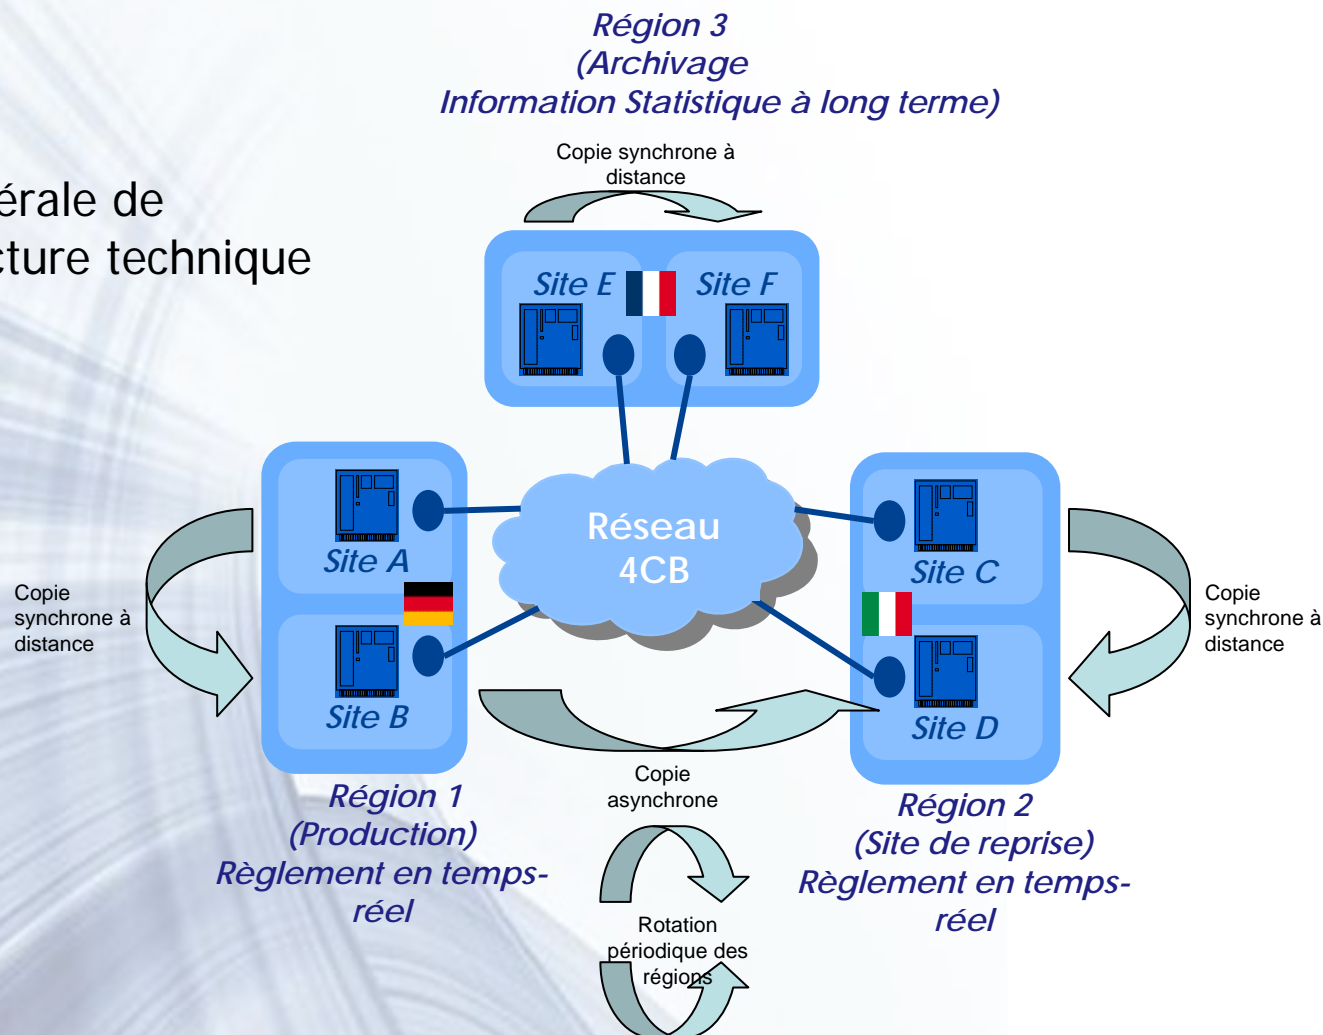 Région 3
(Archivage
Information Statistique à long terme)
Copie synchrone à
distance
érale de
cture technique
Site E
Site F
Réseau
4CB
Site A
Site B
Site C
Site D
Copie
synchrone à
distance
Copie
synchrone à
distance
Copie
asynchrone
Région 1
(Production)
Règlement en temps-
réel
Région 2
(Site de reprise)
Règlement en temps-
réel
Rotation
périodique des
régions